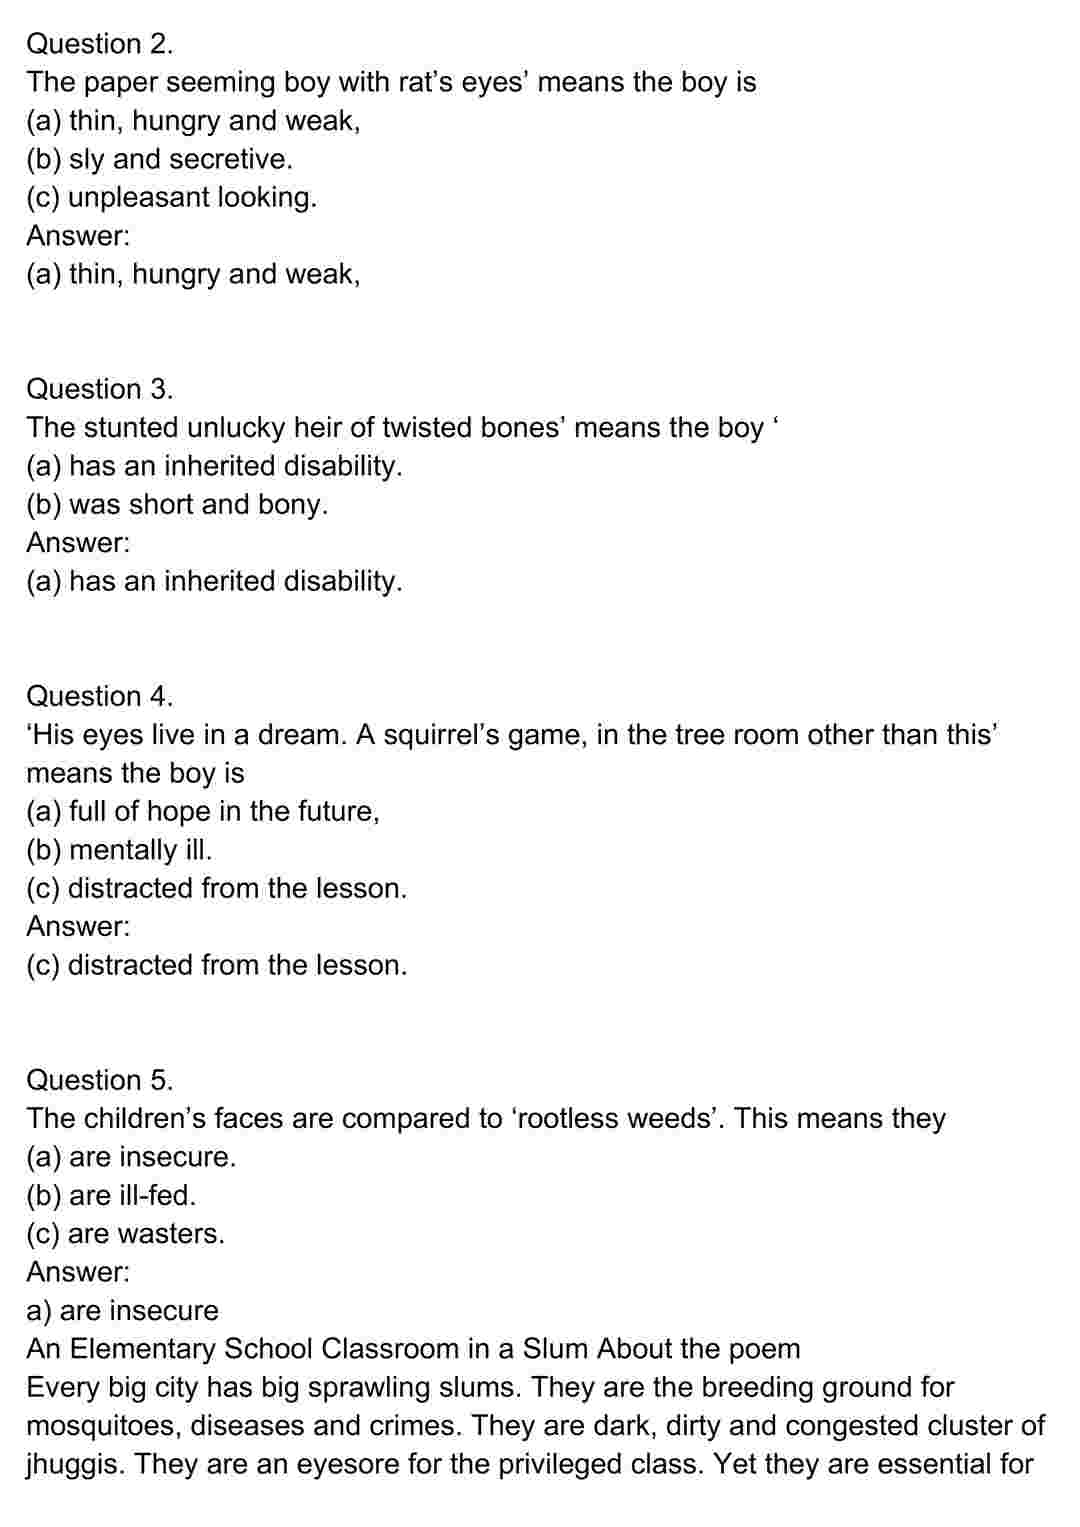 Question 2.
The paper seeming boy with rat’s eyes’ means the boy is
(a) thin, hungry and weak,
(b) sly and secretive.
(c) unpleasant looking.
Answer:
(a) thin, hungry and weak,
Question 3.
The stunted unlucky heir of twisted bones’ means the boy ‘
(a) has an inherited disability.
(b) was short and bony.
Answer:
(a) has an inherited disability.
Question 4.
‘His eyes live in a dream. A squirrel’s game, in the tree room other than this’
means the boy is
(a) full of hope in the future,
(b) mentally ill.
(c) distracted from the lesson.
Answer:
(c) distracted from the lesson.
Question 5.
The children’s faces are compared to ‘rootless weeds’. This means they
(a) are insecure.
(b) are ill-fed.
(c) are wasters.
Answer:
a) are insecure
An Elementary School Classroom in a Slum About the poem
Every big city has big sprawling slums. They are the breeding ground for
mosquitoes, diseases and crimes. They are dark, dirty and congested cluster of
jhuggis. They are an eyesore for the privileged class. Yet they are essential for